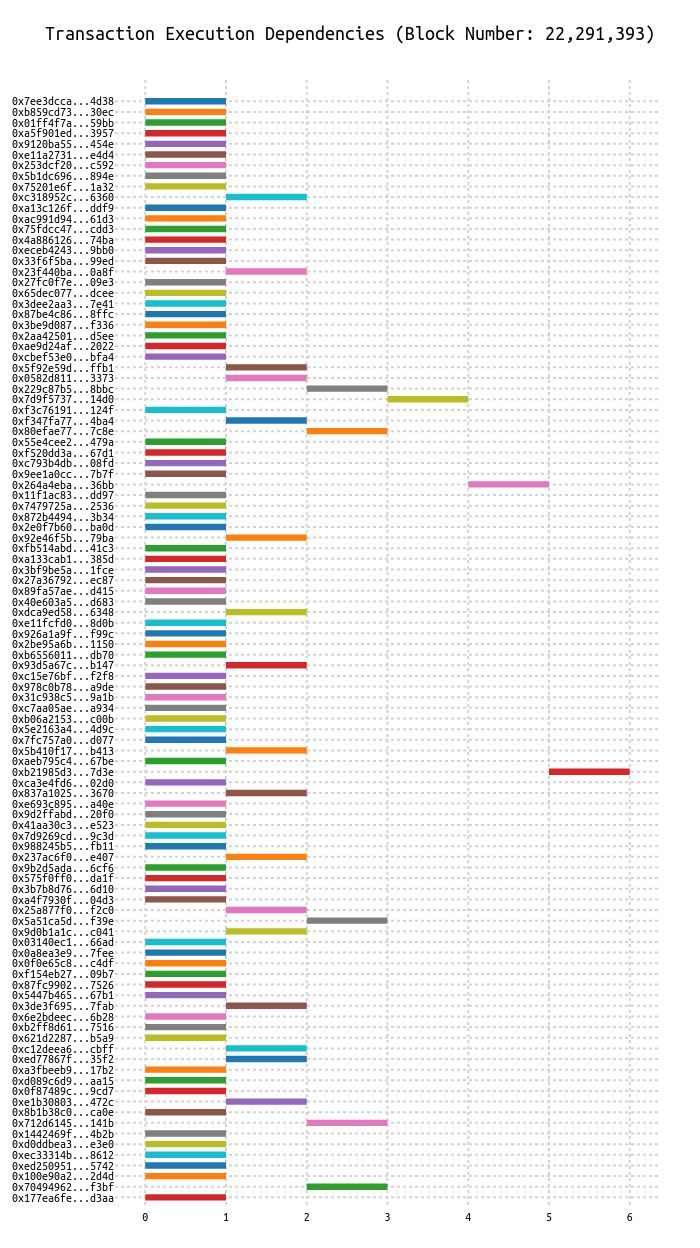 Transaction Execution Dependencies (Block Number: 22,291,393)
0x7ee3dcca...4d38
0xb859cd73...30ec
0x01ff4f7a...59bb
0xa5f901ed...3957
0x9120ba55...454e
0xe11a2731...e4d4
0x253dcf20...c592
0x5b1dc696...894e
0x75201e6f...1a32
0xc318952c...6360
0xa13c126f...ddf9
0xac991d94...61d3
0x75fdcc47...cdd3
0x4a886126...74ba
0xeceb4243...9bb0
0x33f6f5ba...99ed
0x23f440ba...0a8f
0x27fc0f7e...09e3
0x65dec077...dcee
0x3dee2aa3...7e41
0x87be4c86...8ffc
0x3be9d087...f336
0x2aa42501...d5ee
0xae9d24af...2022
0xcbef53e0...bfa4
0x5f92e59d...ffb1
0x0582d811...3373
0x229c87b5...8bbc
0x7d9f5737...14d0
0xf3c76191...124f
0xf347fa77...4ba4
0x80efae77...7c8e
0x55e4cee2...479a
0xf520dd3a...67d1
0xc793b4db...08fd
0x9ee1a0cc...7b7f
0x264a4eba...36bb
0x11f1ac83...dd97
0x7479725a...2536
0x872b4494...3b34
0x2e0f7b60...ba0d
0x92e46f5b...79ba
0xfb514abd...41c3
0xa133cab1...385d
0x3bf9be5a...1fce
0x27a36792...ec87
0x89fa57ae...d415
0x40e603a5...d683
0xdca9ed58...6348
0xe11fcfd0...8d0b
0x926a1a9f...f99c
0x2be95a6b...1150
0xb6556011...db70
0x93d5a67c...b147
0xc15e76bf...f2f8
0x978c0b78...a9de
0x31c938c5...9a1b
0xc7aa05ae...a934
0xb06a2153...c00b
0x5e2163a4...4d9c
0x7fc757a0...d077
0x5b410f17...b413
0xaeb795c4...67be
0xb21985d3...7d3e
0xca3e4fd6...02d0
0x837a1025...3670
0xe693c895...a40e
0x9d2ffabd...20f0
0x41aa30c3...e523
0x7d9269cd...9c3d
0x988245b5...fb11
0x237ac6f0...e407
0x9b2d5ada...6cf6
0x575f0ff0...da1f
0x3b7b8d76...6d10
0xa4f7930f...04d3
0x25a877f0...f2c0
0x5a51ca5d...f39e
0x9d0b1a1c...c041
0x03140ec1...66ad
0x0a8ea3e9...7fee
0x0f0e65c8...c4df
0xf154eb27...09b7
0x87fc9902...7526
0x5447b465...67b1
0x3de3f695...7fab
0x6e2bdeec...6b28
0xb2ff8d61...7516
0x621d2287...b5a9
0xc12deea6...cbff
0xed77867f...35f2
0xa3fbeeb9...17b2
0xd089c6d9...aa15
0x0f87489c...9cd7
0xe1b30803...472c
0x8b1b38c0...ca0e
0x712d6145...141b
0x1442469f...4b2b
0xd0ddbea3...e3e0
0xec33314b...8612
0xed250951...5742
0x100e90a2...2d4d
0x70494962...f3bf
0x177ea6fe...d3aa
0 1 2 3 4 5 6